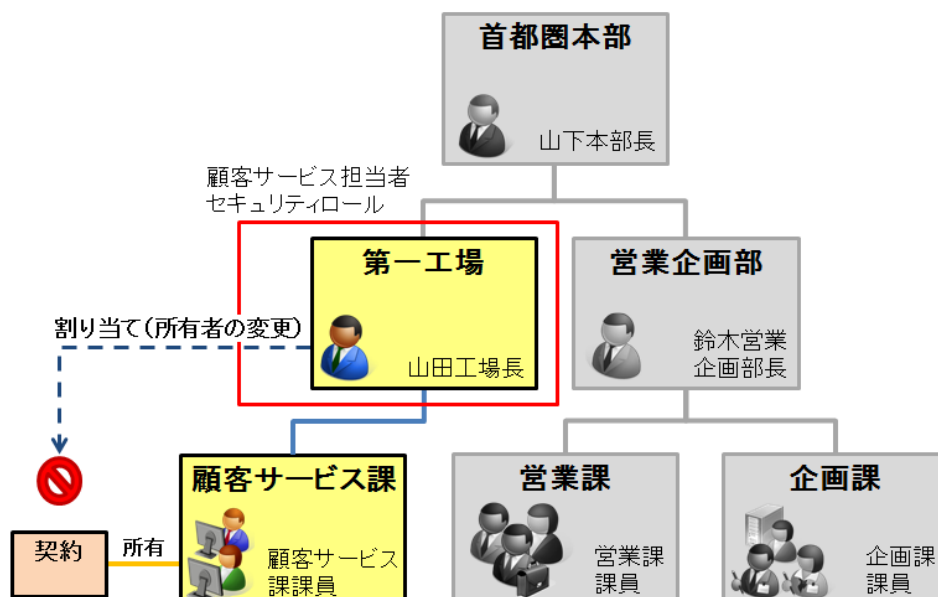 首都圏本部
山下本部長
顧客サービス担当者
セキュリティロール
第一工場
山田工場長
営業企画部
鈴木営業
企画部長
割り当て(所有者の変更)
顧客サービス課
顧客サービス
課課員
営業課
営業課
課員
企画課
企画課
課員
契約
所有